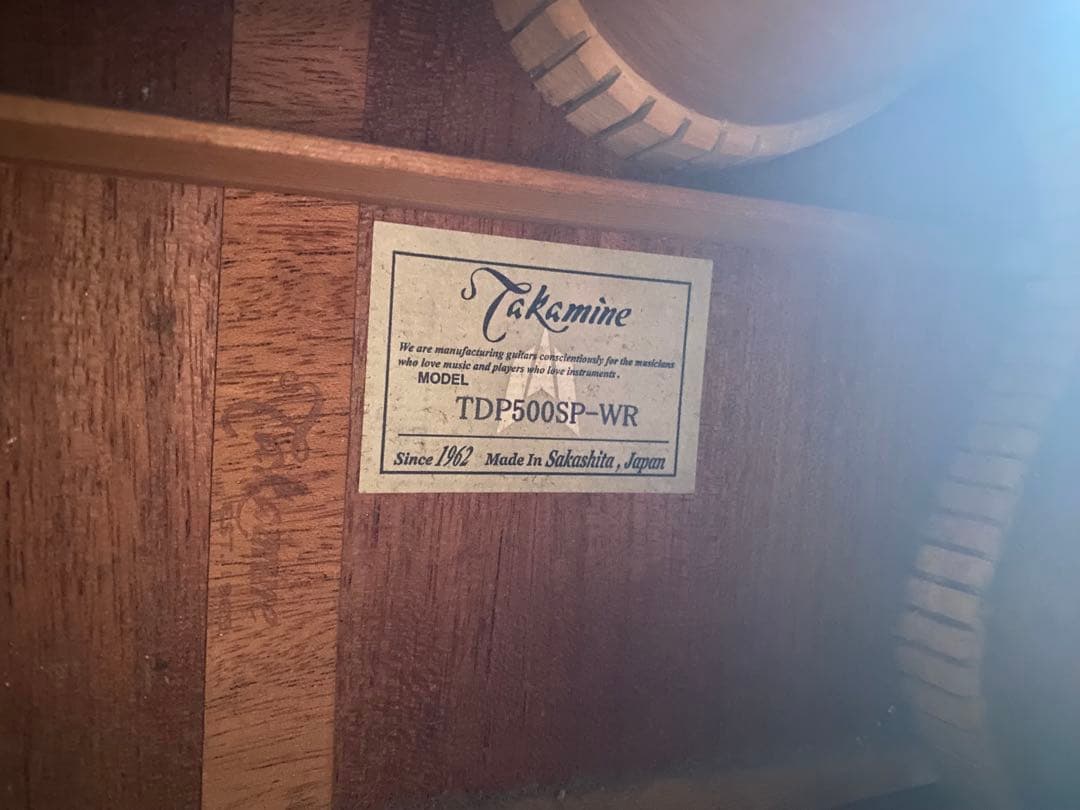 Takamine
We are manufacturing guitars conscientiously for the musicians
who love music and players who love instruments.
MODEL
TDP500SP-WR
Since 1962 Made In Sakashita, Japan